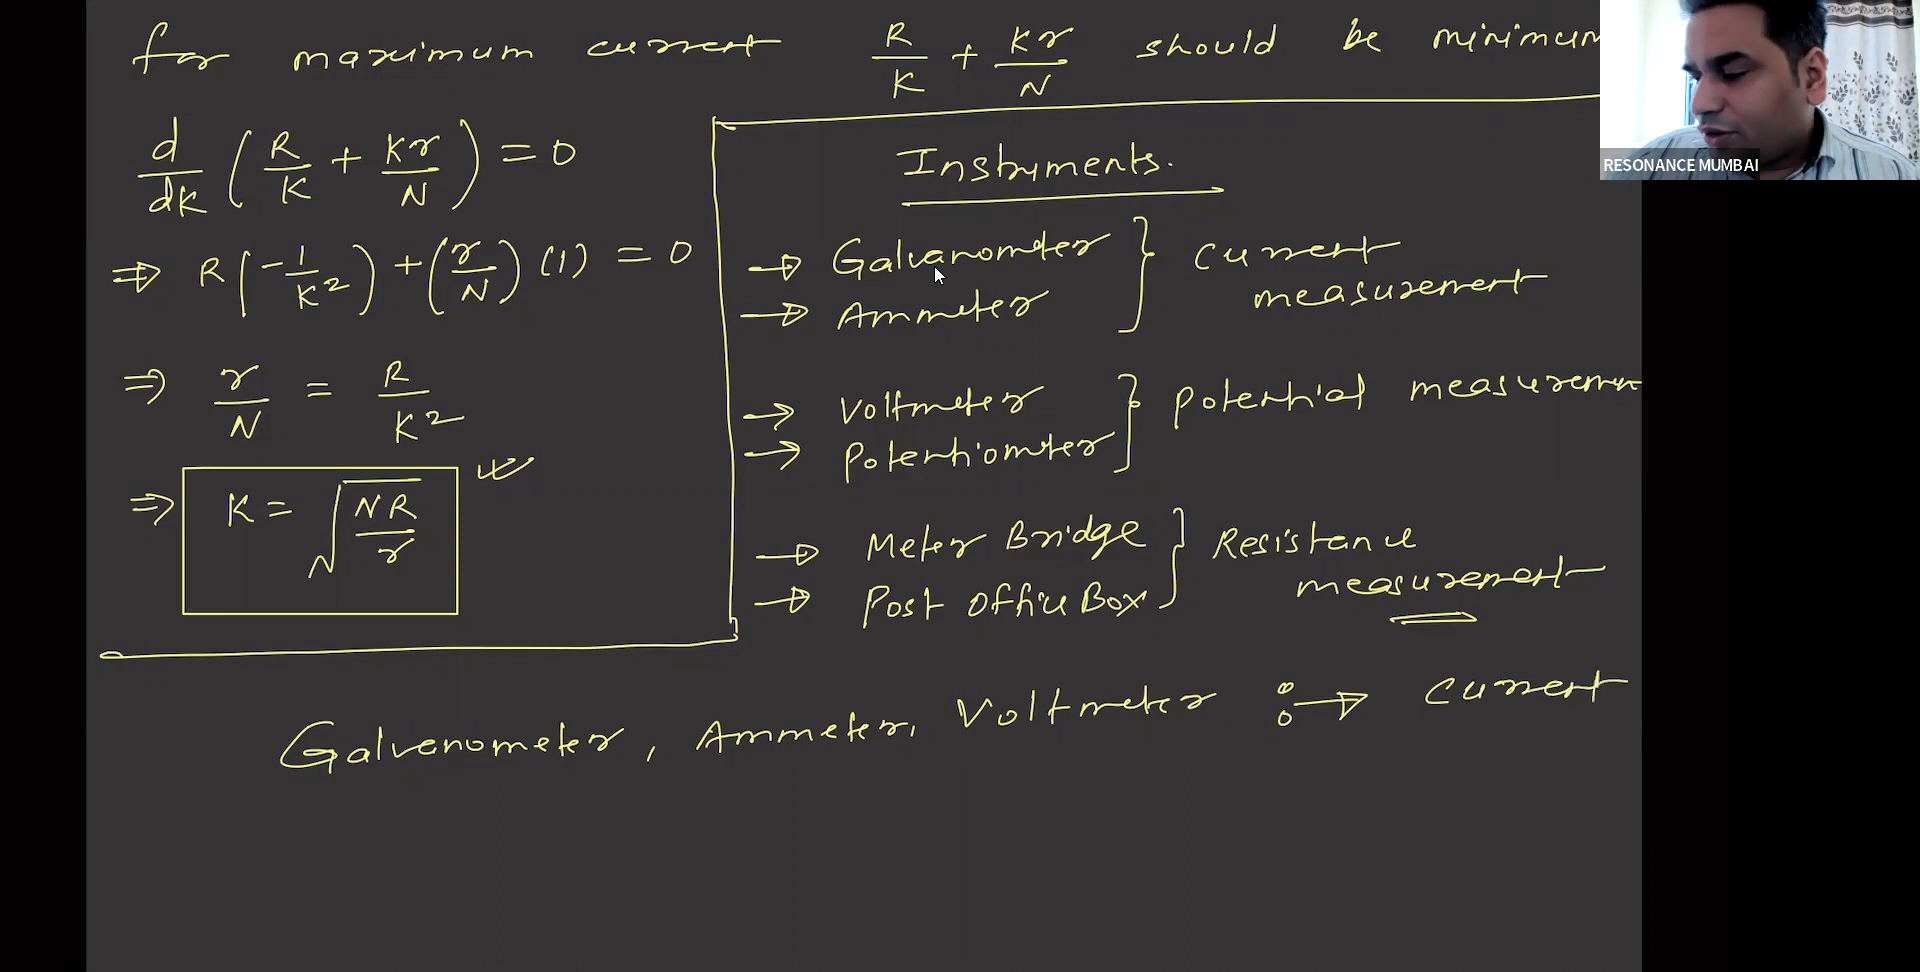 for maximum current R/K + Kr/N should be minimum
d/dK (R/K + Kr/N) = 0
⇒ R(-1/K²) + (r/N)(1) = 0
⇒ r/N = R/K²
⇒ K = √(NR/r)
Instruments.
→ Galvanometer
→ Ammeter
} Current
measurement
→ Voltmeter
→ Potentiometer
} Potential measurement
→ Meter Bridge
→ Post Office Box
} Resistance
measurement
Galvenometer, Ammeter, Voltmeter : → Current
RESONANCE MUMBAI